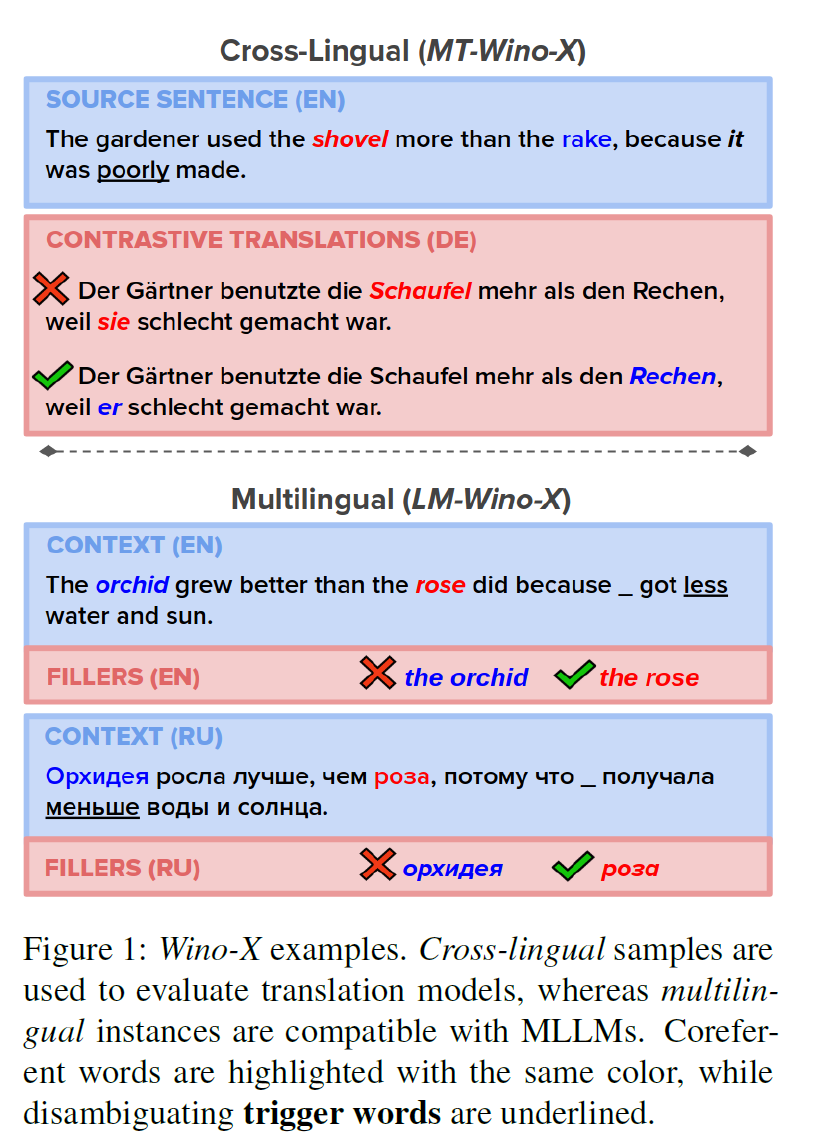 Cross-Lingual (MT-Wino-X)
SOURCE SENTENCE (EN)
The gardener used the shovel more than the rake, because it
was poorly made.
CONTRASTIVE TRANSLATIONS (DE)
Der Gärtner benutzte die Schaufel mehr als den Rechen,
weil sie schlecht gemacht war.
Der Gärtner benutzte die Schaufel mehr als den Rechen,
weil er schlecht gemacht war.
Multilingual (LM-Wino-X)
CONTEXT (EN)
The orchid grew better than the rose did because _ got less
water and sun.
FILLERS (EN) the orchid the rose
CONTEXT (RU)
Орхидея росла лучше, чем роза, потому что _ получала
меньше воды и солнца.
FILLERS (RU) орхидея роза
Figure 1: Wino-X examples. Cross-lingual samples are
used to evaluate translation models, whereas multilin-
gual instances are compatible with MLLMs. Corefer-
ent words are highlighted with the same color, while
disambiguating trigger words are underlined.